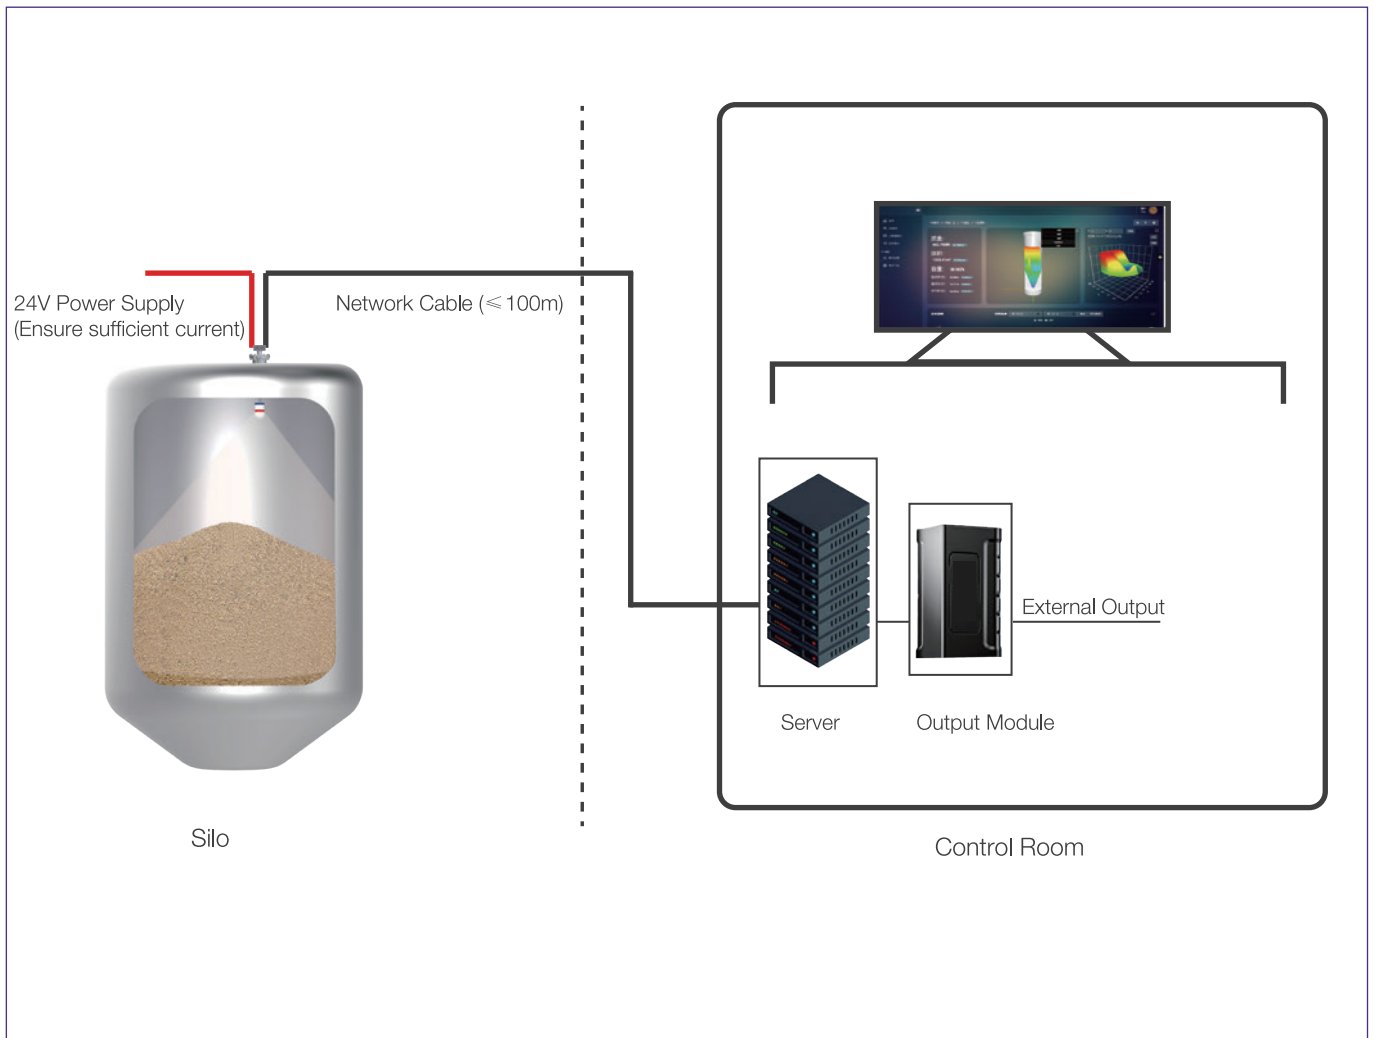 24V Power Supply
(Ensure sufficient current)
Network Cable (≤100m)
External Output
Server
Output Module
Silo
Control Room